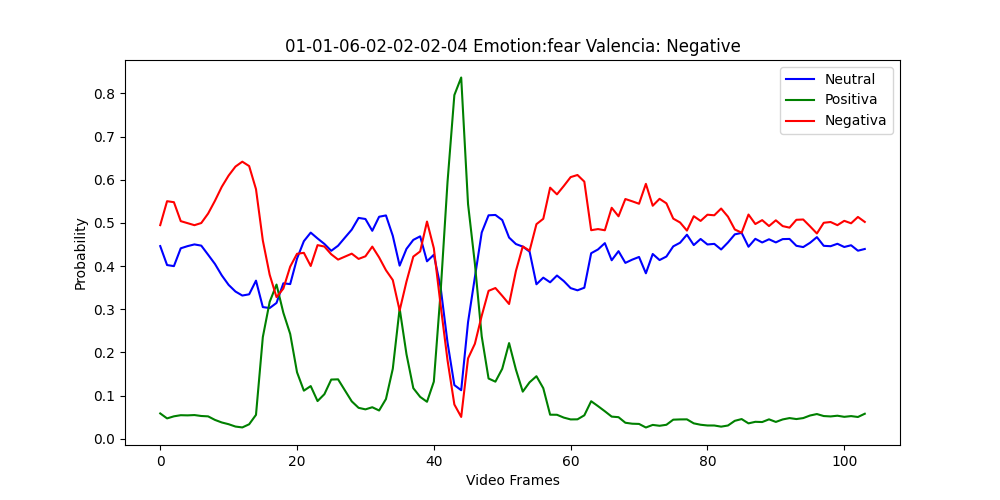 01-01-06-02-02-02-04 Emotion:fear Valencia: Negative
Neutral
Positiva
Negativa
Probability
0.8
0.7
0.6
0.5
0.4
0.3
0.2
0.1
0.0
0 20 40 60 80 100
Video Frames